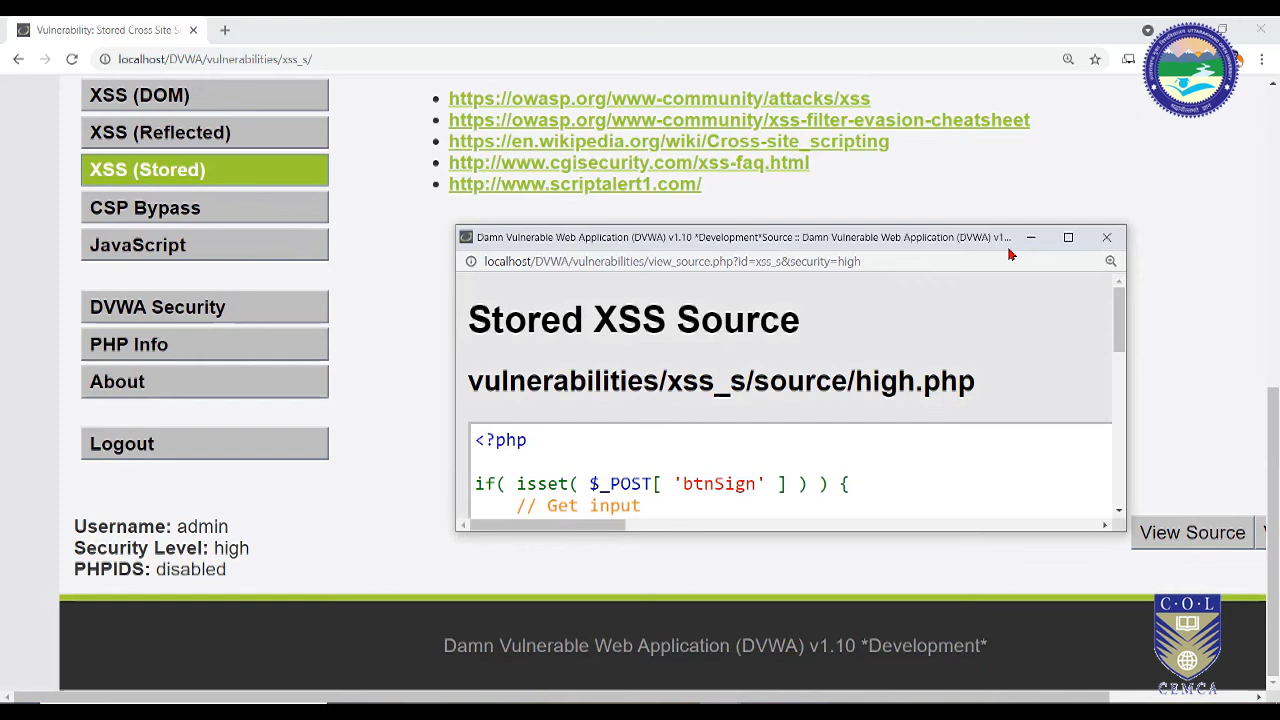 Vulnerability: Stored Cross Site S
localhost/DVWA/vulnerabilities/xss_s/
XSS (DOM)
XSS (Reflected)
XSS (Stored)
CSP Bypass
JavaScript
DVWA Security
PHP Info
About
Logout
https://owasp.org/www-community/attacks/xss
https://owasp.org/www-community/xss-filter-evasion-cheatsheet
https://en.wikipedia.org/wiki/Cross-site_scripting
http://www.cgisecurity.com/xss-faq.html
http://www.scriptalert1.com/
Damn Vulnerable Web Application (DVWA) v1.10 *Development*Source :: Damn Vulnerable Web Application (DVWA) v1...
localhost/DVWA/vulnerabilities/view_source.php?id=xss_s&security=high
Stored XSS Source
vulnerabilities/xss_s/source/high.php
<?php
if( isset( $_POST[ 'btnSign' ] ) ) {
// Get input
Username: admin
Security Level: high
PHPIDS: disabled
View Source
Damn Vulnerable Web Application (DVWA) v1.10 *Development*
C·O·L
CEMCA